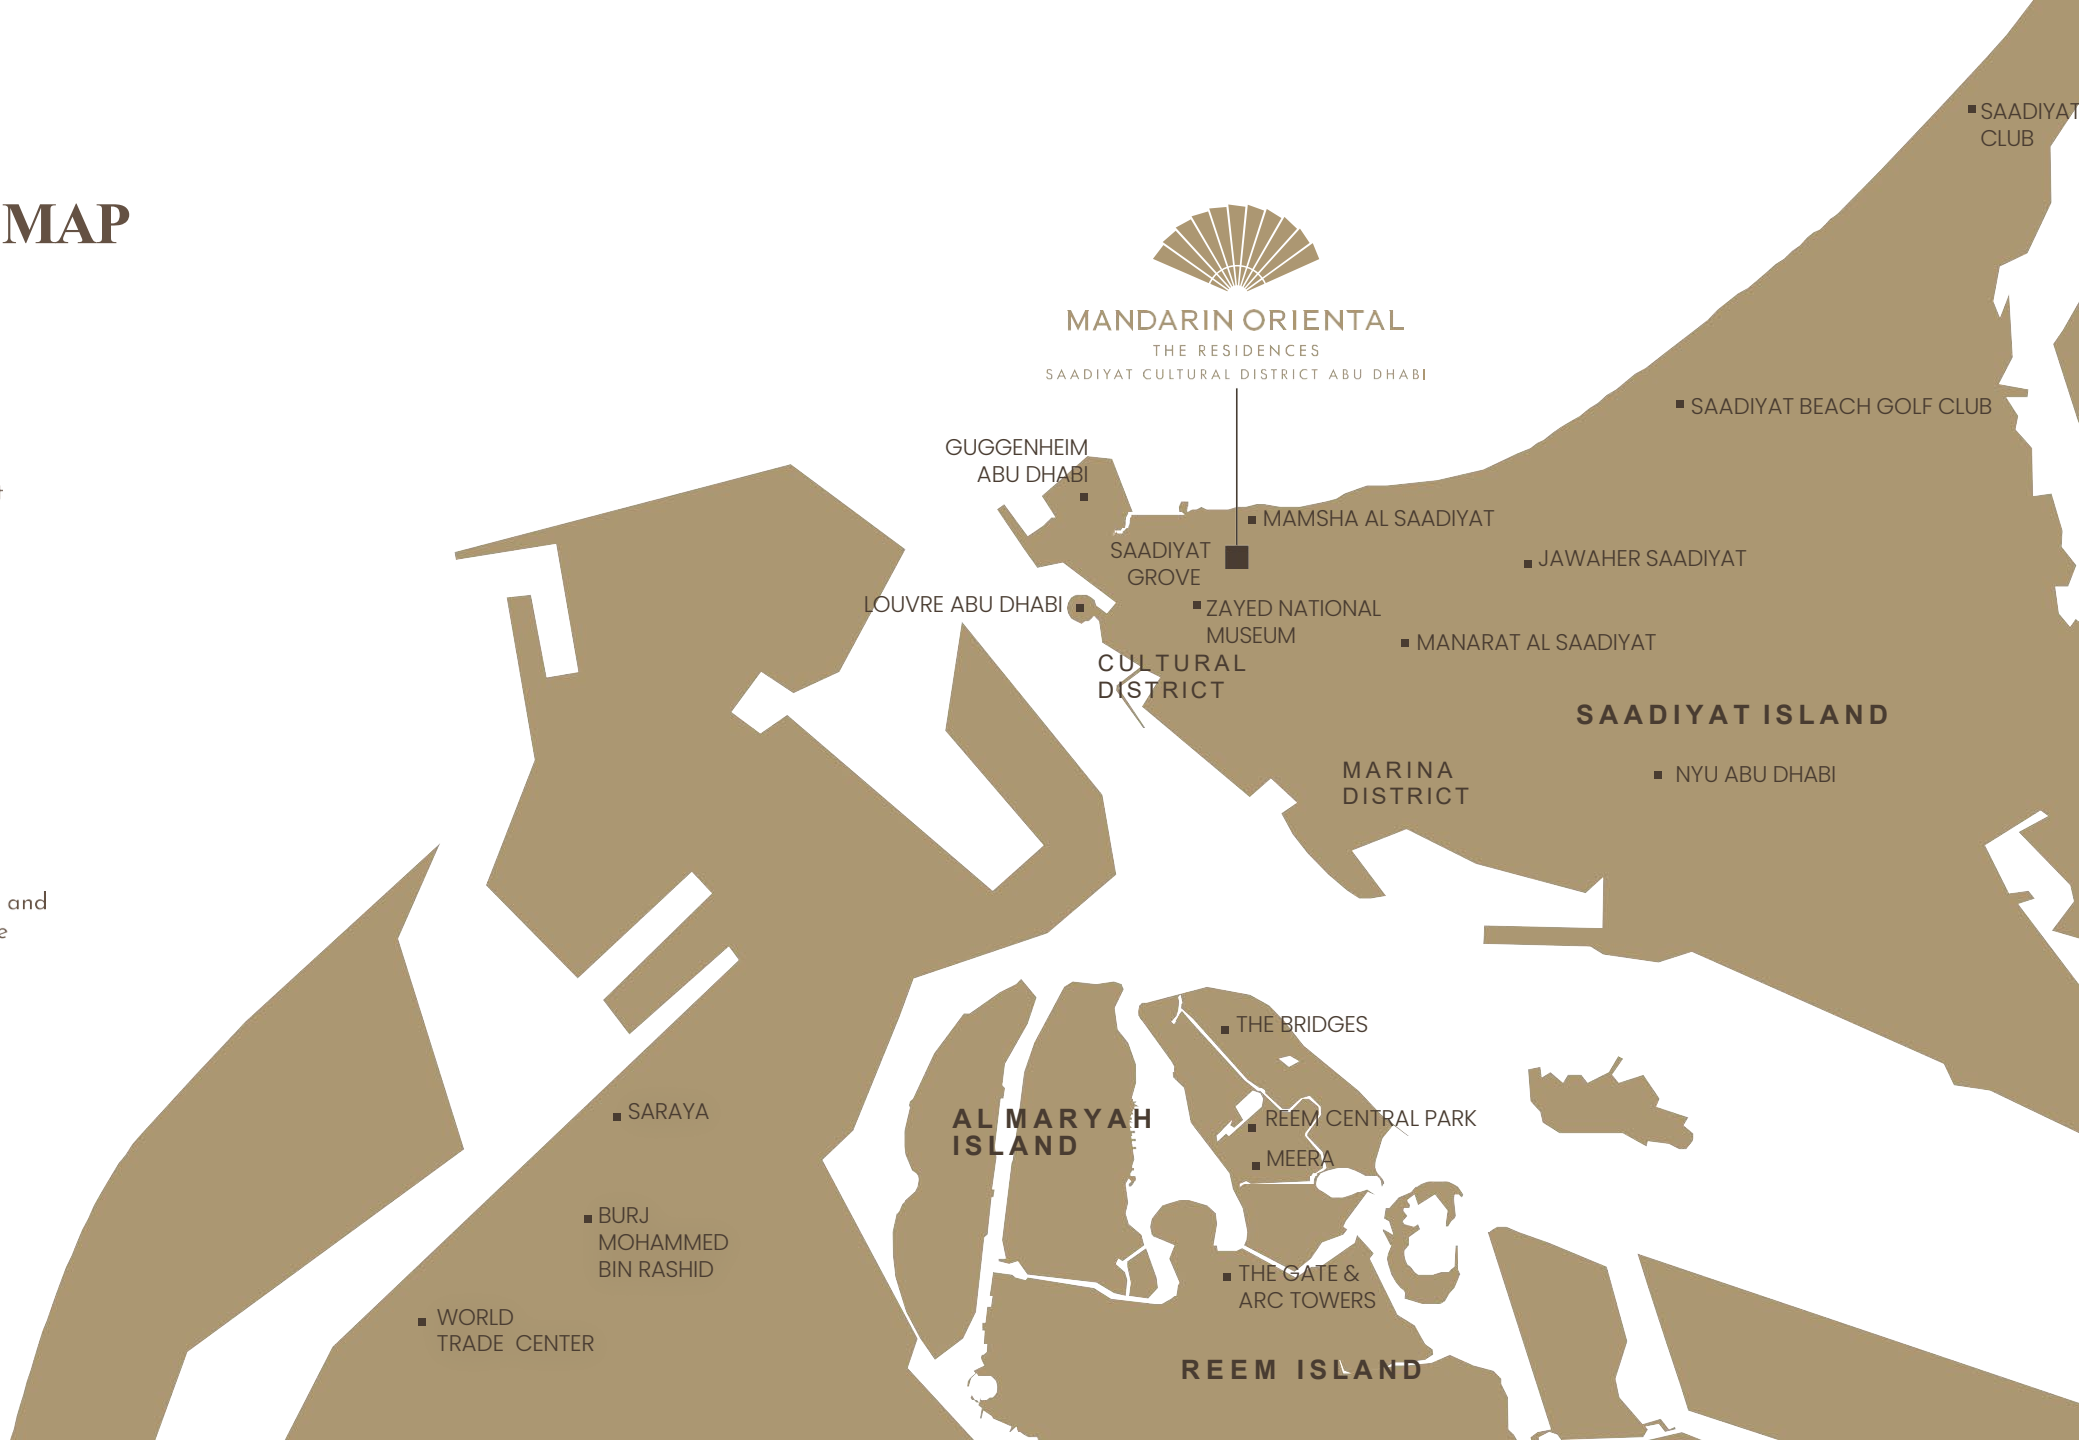 SAADIYAT
CLUB
MAP
MANDARIN ORIENTAL
THE RESIDENCES
SAADIYAT CULTURAL DISTRICT ABU DHABI
SAADIYAT BEACH GOLF CLUB
GUGGENHEIM
ABU DHABI
MAMSHA AL SAADIYAT
SAADIYAT
GROVE
JAWAHER SAADIYAT
LOUVRE ABU DHABI
ZAYED NATIONAL
MUSEUM
MANARAT AL SAADIYAT
CULTURAL
DISTRICT
SAADIYAT ISLAND
MARINA
DISTRICT
NYU ABU DHABI
and
THE BRIDGES
SARAYA
AL MARYAH
ISLAND
REEM CENTRAL PARK
MEERA
BURJ
MOHAMMED
BIN RASHID
THE GATE &
ARC TOWERS
WORLD
TRADE CENTER
REEM ISLAND